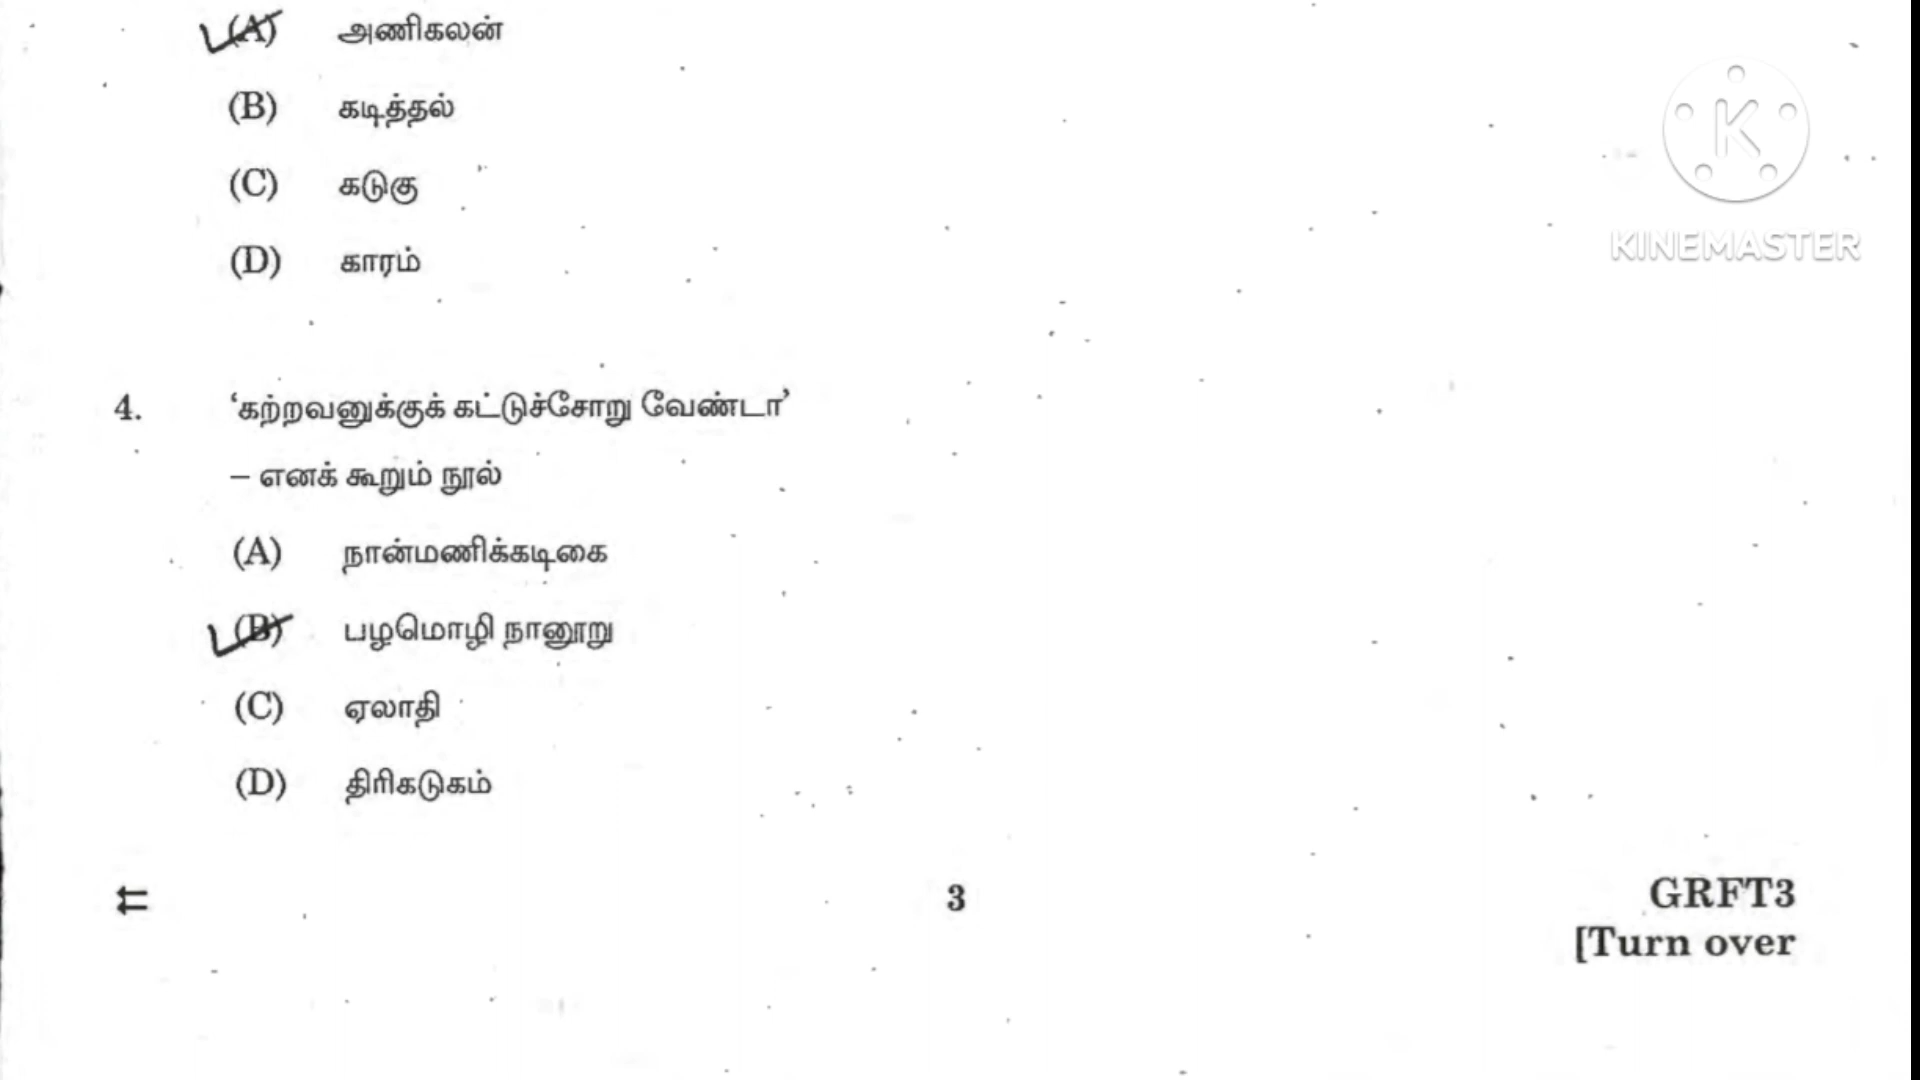 (A) அணிகலன்
(B) கடித்தல்
(C) கடுகு
(D) காரம்
KINEMASTER
4. ‘கற்றவனுக்குக் கட்டுச்சோறு வேண்டா’
– எனக் கூறும் நூல்
(A) நான்மணிக்கடிகை
(B) பழமொழி நானூறு
(C) ஏலாதி
(D) திரிகடுகம்
3
GRFT3
[Turn over